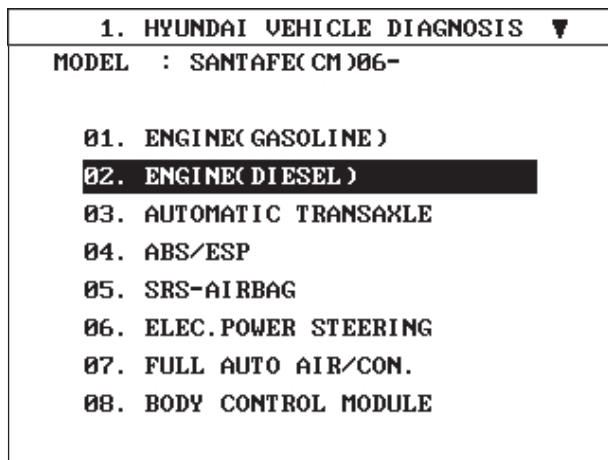 1. HYUNDAI VEHICLE DIAGNOSIS ▼
MODEL : SANTAFE(CM)06-
01. ENGINE(GASOLINE)
02. ENGINE(DIESEL)
03. AUTOMATIC TRANSAXLE
04. ABS/ESP
05. SRS-AIRBAG
06. ELEC.POWER STEERING
07. FULL AUTO AIR/CON.
08. BODY CONTROL MODULE